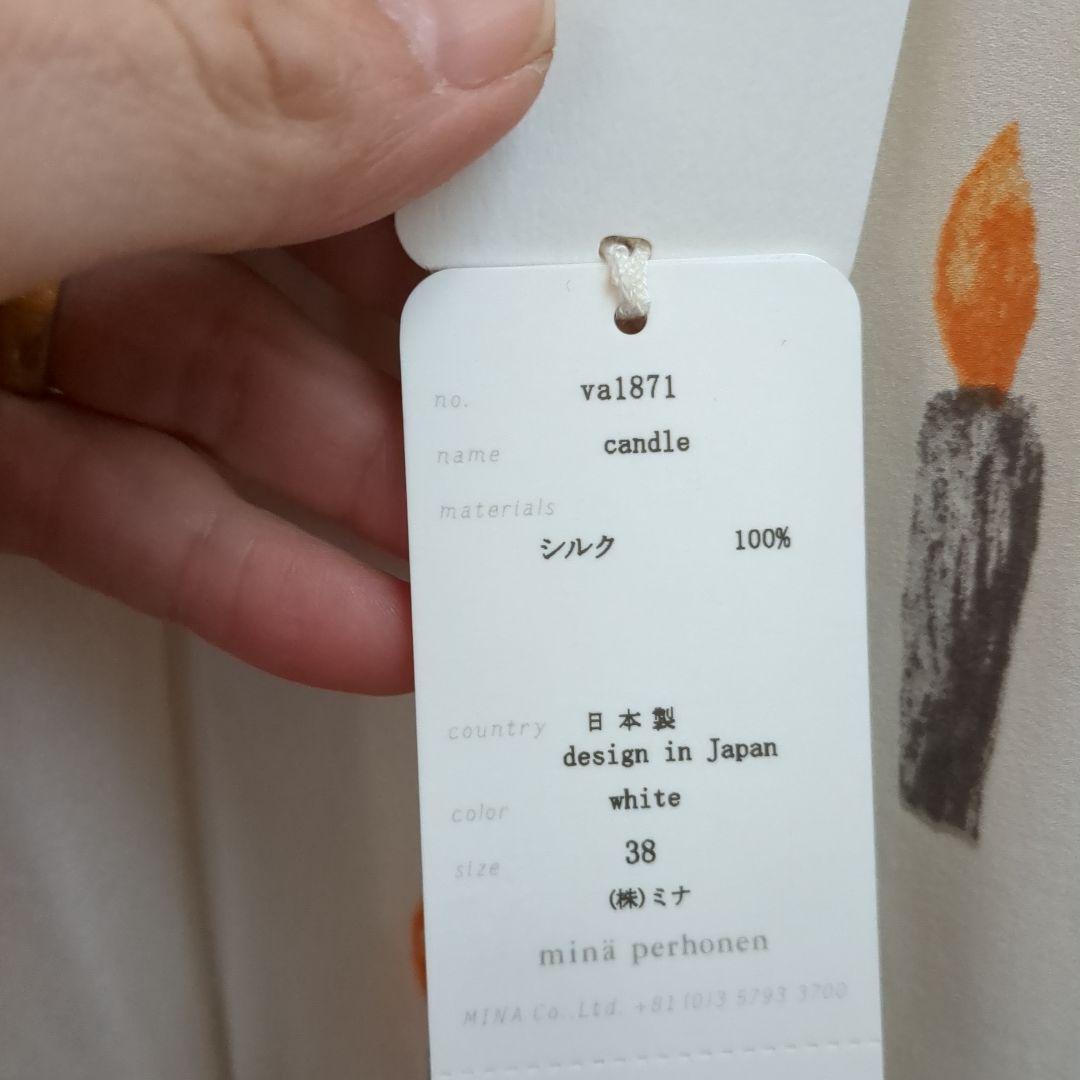 no. va1871
name candle
materials
シルク 100%
country 日本製
design in Japan
color white
size 38
(株)ミナ
minä perhonen
MINA Co.,Ltd. +81(0)3 5793 3700